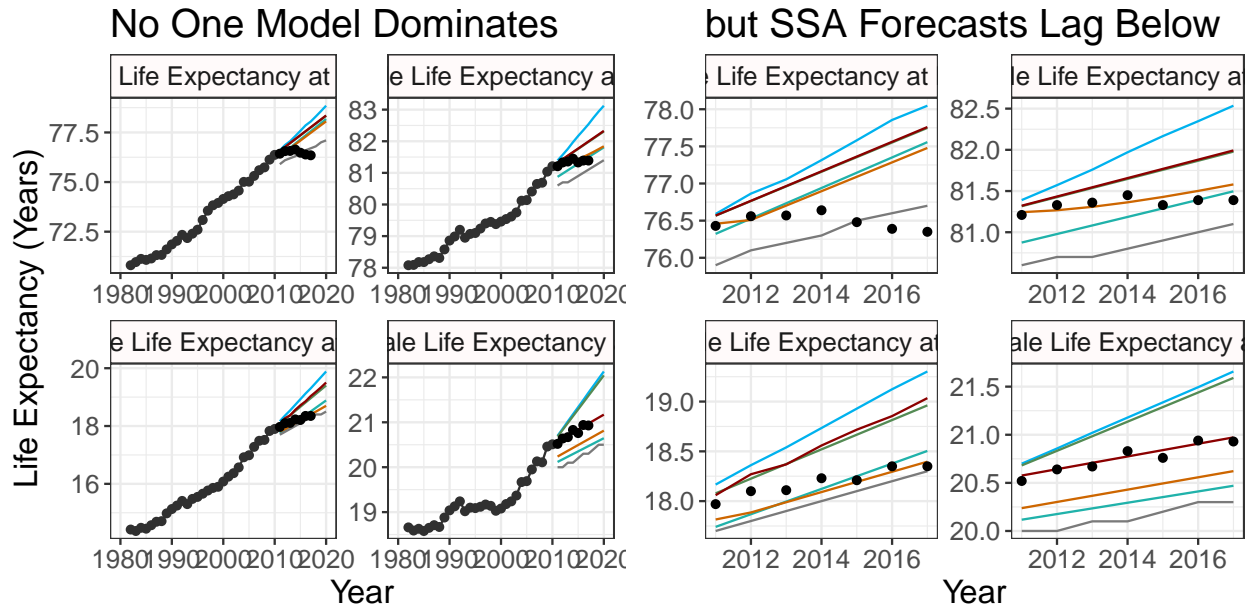 No One Model Dominates
but SSA Forecasts Lag Below
Life Expectancy at
e Life Expectancy a
Life Expectancy at
le Life Expectancy a
77.5
75.0
72.5
83
82
81
80
79
78
78.0
77.5
77.0
76.5
76.0
82.5
82.0
81.5
81.0
1980 1990 2000 2010 2020
1980 1990 2000 2010 202
2012 2014 2016
2012 2014 2016
Life Expectancy (Years)
e Life Expectancy a
ale Life Expectancy
e Life Expectancy at
ale Life Expectancy
20
18
16
22
21
20
19
19.0
18.5
18.0
21.5
21.0
20.5
20.0
1980 1990 2000 2010 2020
1980 1990 2000 2010 202
2012 2014 2016
2012 2014 2016
Year
Year